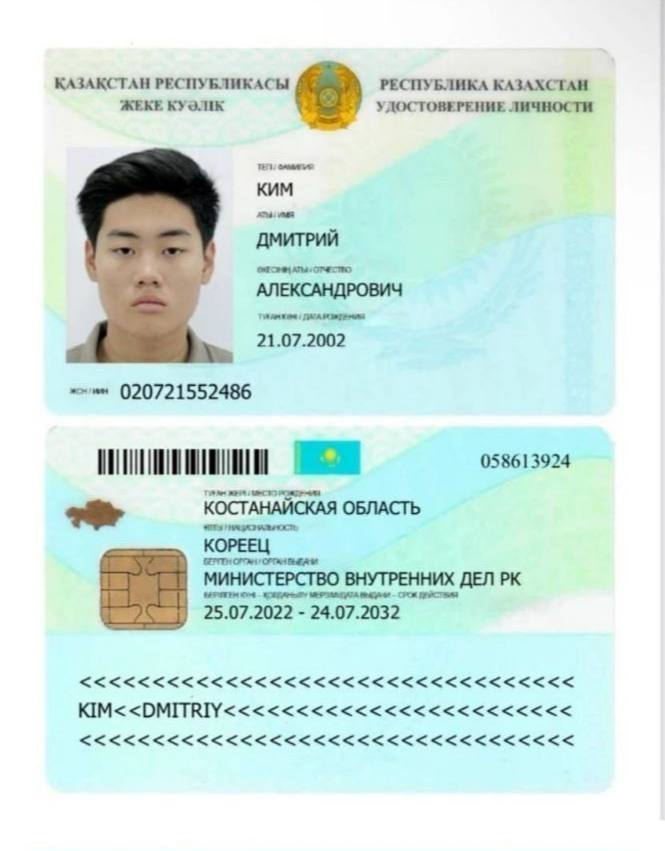 ҚАЗАҚСТАН РЕСПУБЛИКАСЫ
ЖЕКЕ КУӘЛІК
РЕСПУБЛИКА КАЗАХСТАН
УДОСТОВЕРЕНИЕ ЛИЧНОСТИ
ТЕГІ / ФАМИЛИЯ
КИМ
АТЫ / ИМЯ
ДМИТРИЙ
ӘКЕСІНІҢ АТЫ / ОТЧЕСТВО
АЛЕКСАНДРОВИЧ
ТУҒАН КҮНІ / ДАТА РОЖДЕНИЯ
21.07.2002
ЖСН / ИИН 020721552486
058613924
ТУҒАН ЖЕРІ / МЕСТО РОЖДЕНИЯ
КОСТАНАЙСКАЯ ОБЛАСТЬ
ҰЛТЫ / НАЦИОНАЛЬНОСТЬ
КОРЕЕЦ
БЕРГЕН ОРГАН / ОРГАН ВЫДАЧИ
МИНИСТЕРСТВО ВНУТРЕННИХ ДЕЛ РК
БЕРІЛГЕН КҮНІ – ҚОЛДАНЫЛУ МЕРЗІМІ/ДАТА ВЫДАЧИ – СРОК ДЕЙСТВИЯ
25.07.2022 - 24.07.2032
<<<<<<<<<<<<<<<<<<<<<<<<<<<<<<<<<<<<<
KIM<<DMITRIY<<<<<<<<<<<<<<<<<<<<<<<<<<
<<<<<<<<<<<<<<<<<<<<<<<<<<<<<<<<<<<<<